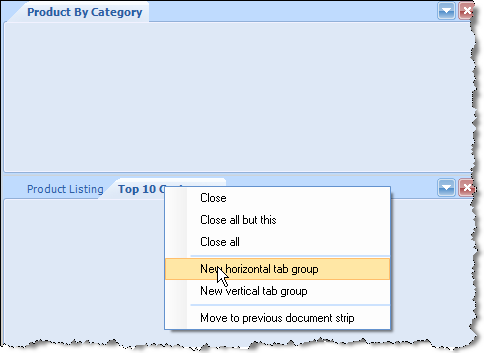 Product By Category
Product Listing Top 10
Close
Close all but this
Close all
New horizontal tab group
New vertical tab group
Move to previous document strip